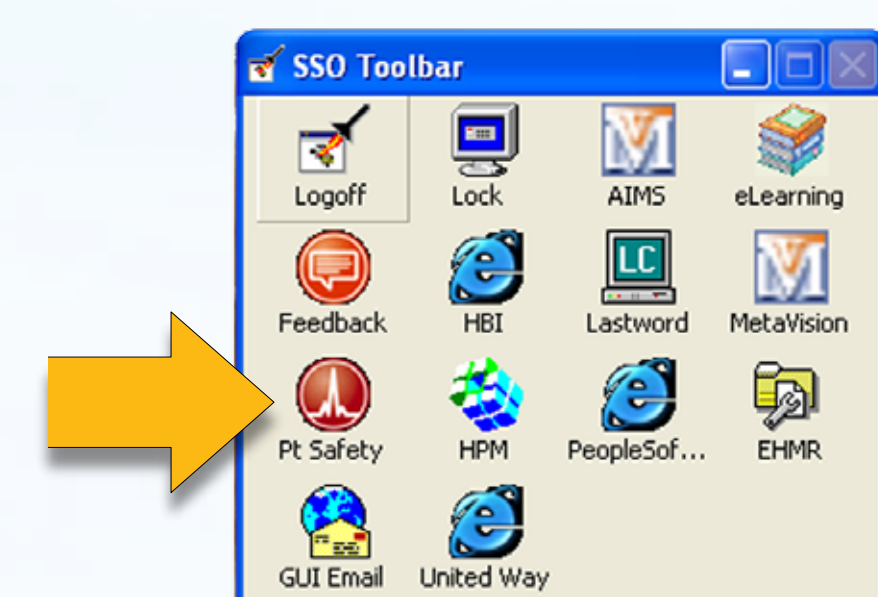 SSO Toolbar
Logoff Lock AIMS eLearning
LC
Feedback HBI Lastword MetaVision
Pt Safety HPM PeopleSof... EHMR
GUI Email United Way